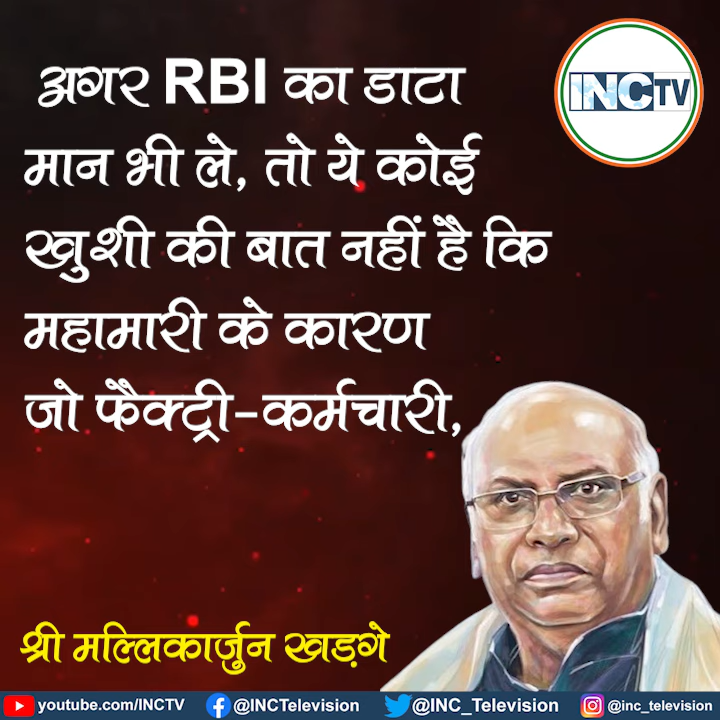 INCTV
अगर RBI का डाटा
मान भी ले, तो ये कोई
खुशी की बात नहीं है कि
महामारी के कारण
जो फैक्ट्री-कर्मचारी,
श्री मल्लिकार्जुन खड़गे
youtube.com/INCTV @INCTelevision @INC_Television @inc_television